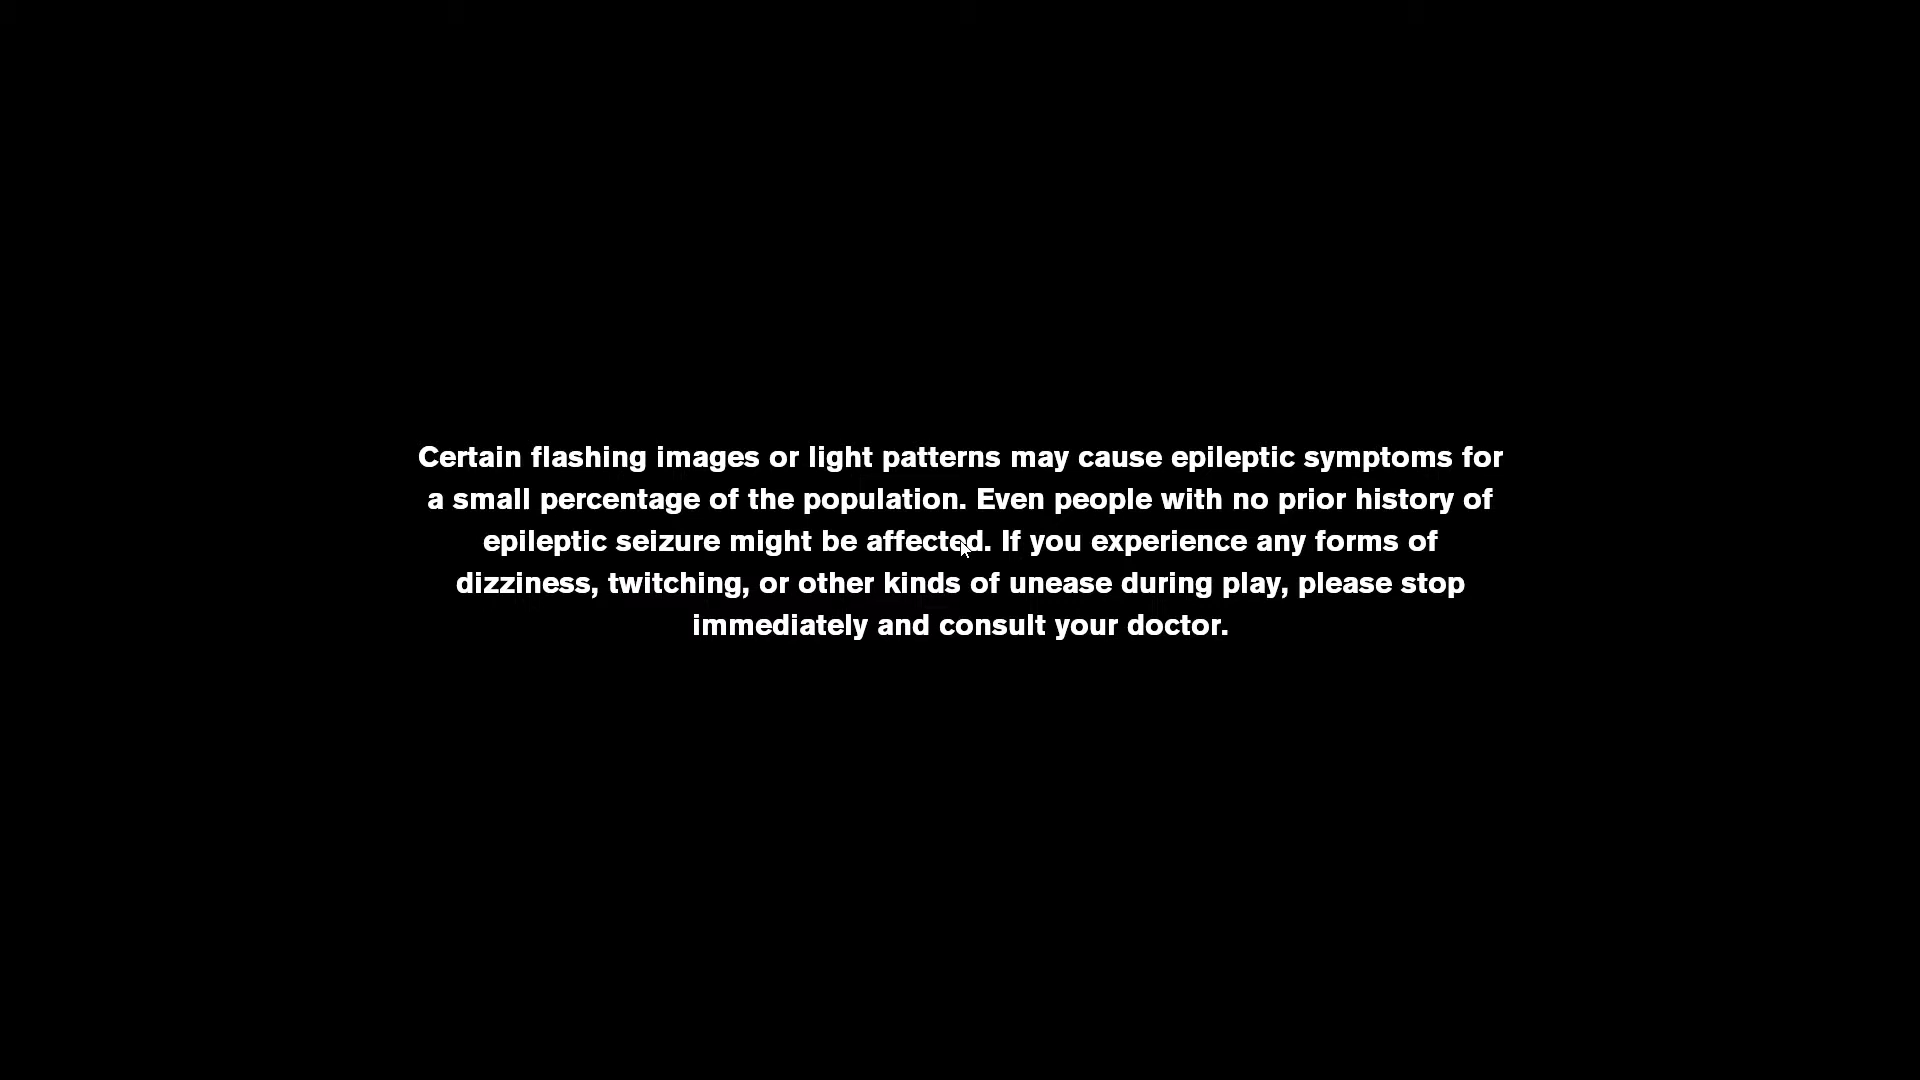 Certain flashing images or light patterns may cause epileptic symptoms for
a small percentage of the population. Even people with no prior history of
epileptic seizure might be affected. If you experience any forms of
dizziness, twitching, or other kinds of unease during play, please stop
immediately and consult your doctor.